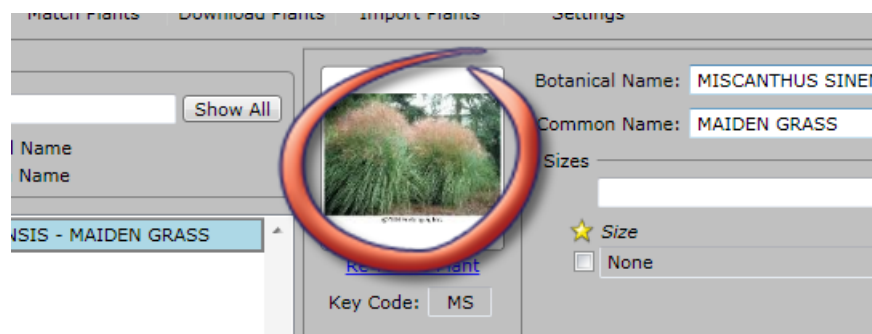 Match Plants Download Plants Import Plants Settings
Show All
Name
Name
NSIS - MAIDEN GRASS
Plant
Key Code: MS
Botanical Name: MISCANTHUS SINEN
Common Name: MAIDEN GRASS
Sizes
Size
None